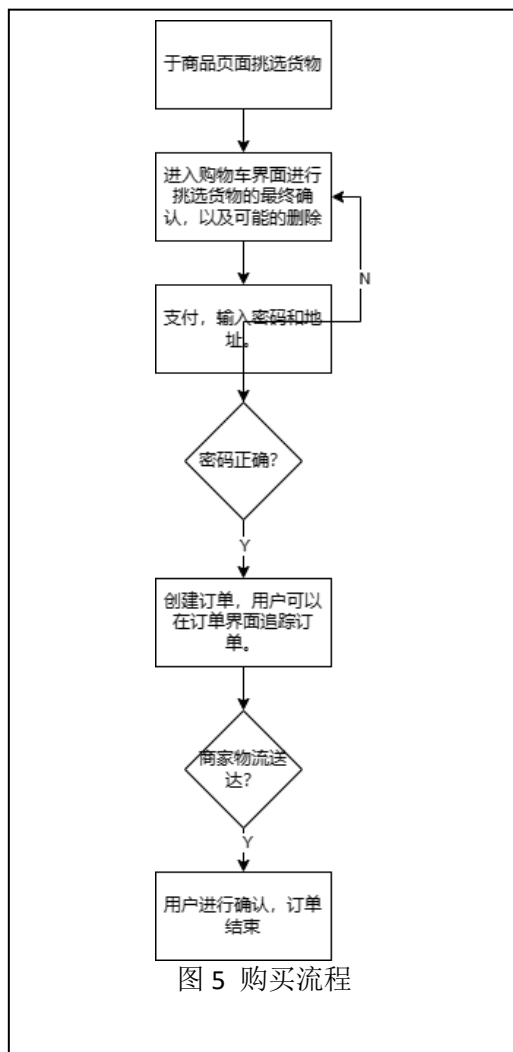 于商品页面挑选货物
进入购物车界面进行
挑选货物的最终确
认，以及可能的删除
N
支付，输入密码和地
址。
密码正确？
Y
创建订单，用户可以
在订单界面追踪订
单。
商家物流送
达？
Y
用户进行确认，订单
结束
图 5 购买流程